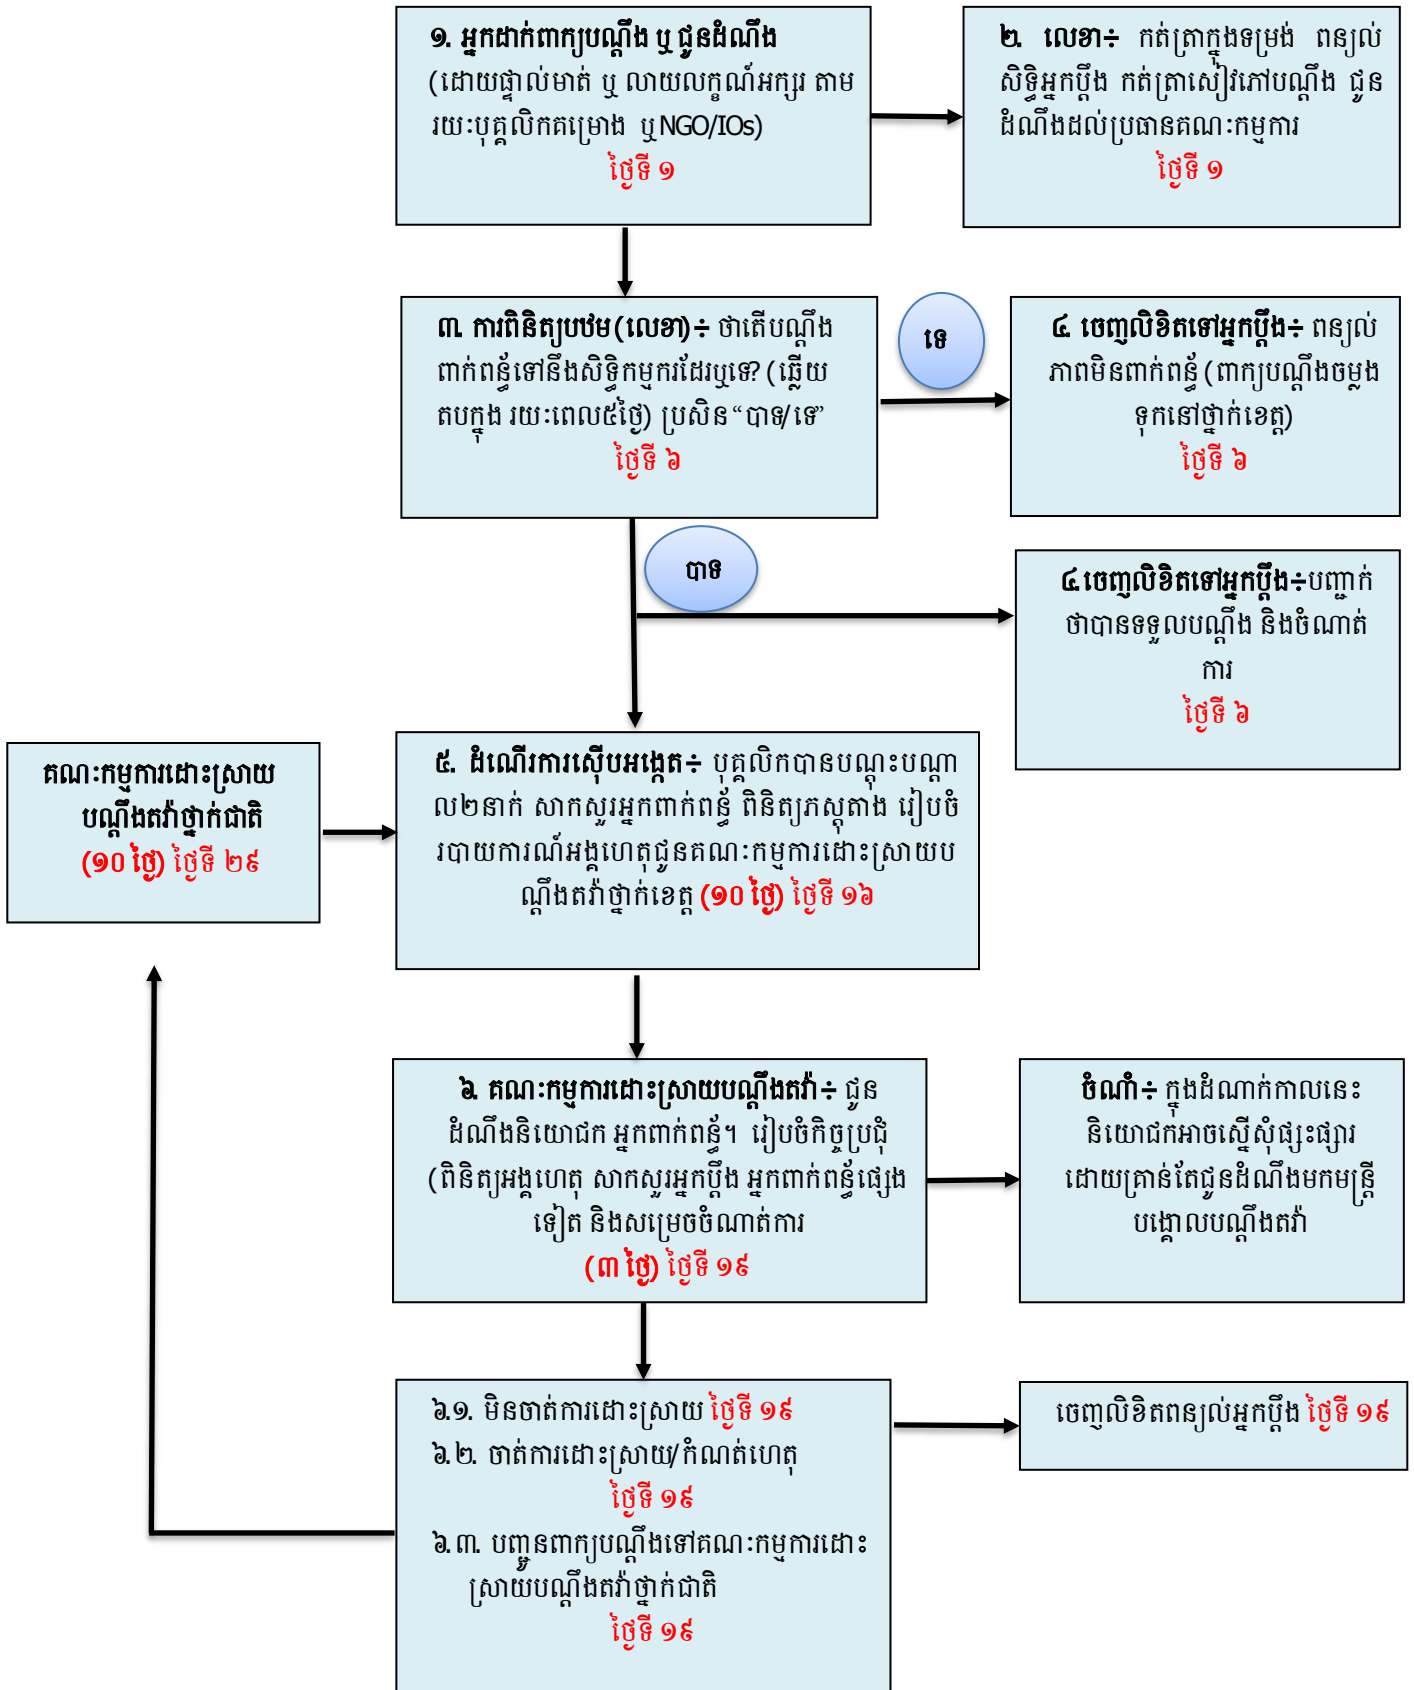 ១. អ្នកដាក់ពាក្យបណ្ដឹង ឬ ជូនដំណឹង
(ដោយផ្ទាល់មាត់ ឬ លាយលក្ខណ៍អក្សរ តាម
រយៈបុគ្គលិកគម្រោង ឬ NGO/IOs)
ថ្ងៃទី ១
២. លេខា÷ កត់ត្រាក្នុងទម្រង់ ពន្យល់
សិទ្ធិអ្នកប្ដឹង កត់ត្រាសៀវភៅបណ្ដឹង ជូន
ដំណឹងដល់ប្រធានគណៈកម្មការ
ថ្ងៃទី ១
៣. ការពិនិត្យបឋម(លេខា)÷ ថាតើបណ្ដឹង
ពាក់ពន្ធ័ទៅនឹងសិទ្ធិកម្មករដែរឬទេ? (ឆ្លើយ
តបក្នុង រយៈពេល៥ថ្ងៃ) ប្រសិន “បាទ/ទេ”
ថ្ងៃទី ៦
ទេ
៤. ចេញលិខិតទៅអ្នកប្ដឹង÷ ពន្យល់
ភាពមិនពាក់ពន្ធ័ (ពាក្យបណ្ដឹងចម្លង
ទុកនៅថ្នាក់ខេត្ត)
ថ្ងៃទី ៦
បាទ
៤.ចេញលិខិតទៅអ្នកប្ដឹង÷បញ្ជាក់
ថាបានទទួលបណ្ដឹង និងចំណាត់
ការ
ថ្ងៃទី ៦
គណៈកម្មការដោះស្រាយ
បណ្ដឹងតវ៉ាថ្នាក់ជាតិ
(១០ ថ្ងៃ) ថ្ងៃទី ២៩
៥. ដំណើរការស៊ើបអង្កេត÷ បុគ្គលិកបានបណ្ដុះបណ្ដា
ល២នាក់ សាកសួរអ្នកពាក់ពន្ធ័ ពិនិត្យភស្ដុតាង រៀបចំ
របាយការណ៍អង្គហេតុជូនគណៈកម្មការដោះស្រាយប
ណ្ដឹងតវ៉ាថ្នាក់ខេត្ត (១០ ថ្ងៃ) ថ្ងៃទី ១៦
៦. គណៈកម្មការដោះស្រាយបណ្ដឹងតវ៉ា÷ ជូន
ដំណឹងនិយោជក អ្នកពាក់ពន្ធ័។ រៀបចំកិច្ចប្រជុំ
(ពិនិត្យអង្គហេតុ សាកសួរអ្នកប្ដឹង អ្នកពាក់ពន្ធ័ផ្សេង
ទៀត និងសម្រេចចំណាត់ការ
(៣ ថ្ងៃ) ថ្ងៃទី ១៩
ចំណាំ÷ ក្នុងដំណាក់កាលនេះ
និយោជកអាចស្នើសុំផ្សះផ្សារ
ដោយគ្រាន់តែជូនដំណឹងមកមន្ត្រី
បង្គោលបណ្ដឹងតវ៉ា
៦.១. មិនចាត់ការដោះស្រាយ ថ្ងៃទី ១៩
៦.២. ចាត់ការដោះស្រាយ/កំណត់ហេតុ
ថ្ងៃទី ១៩
៦.៣. បញ្ជូនពាក្យបណ្ដឹងទៅគណៈកម្មការដោះ
ស្រាយបណ្ដឹងតវ៉ាថ្នាក់ជាតិ
ថ្ងៃទី ១៩
ចេញលិខិតពន្យល់អ្នកប្ដឹង ថ្ងៃទី ១៩